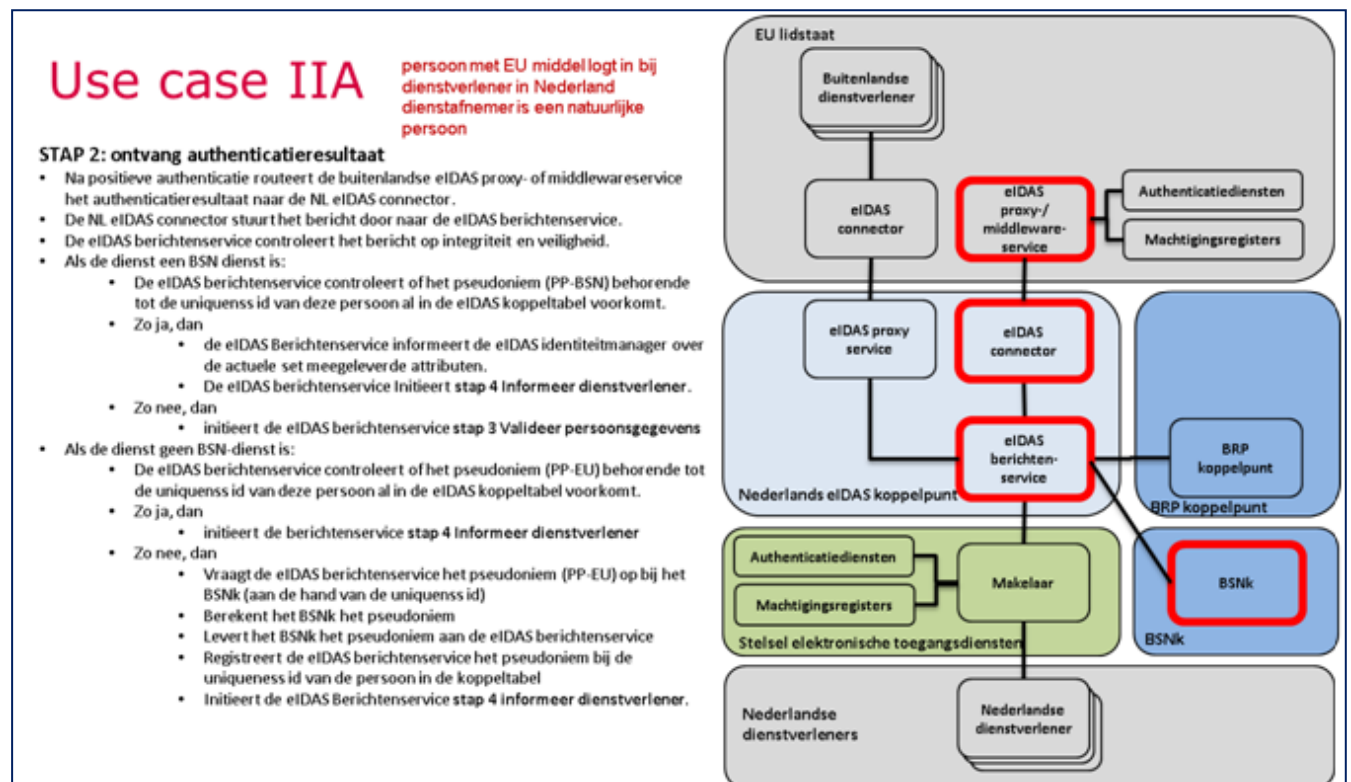 Use case IIA
persoon met EU middel logt in bij
dienstverlener in Nederland
dienstafnemer is een natuurlijke
persoon
STAP 2: ontvang authenticatieresultaat
• Na positieve authenticatie routeert de buitenlandse eIDAS proxy- of middlewareservice
het authenticatieresultaat naar de NL eIDAS connector.
• De NL eIDAS connector stuurt het bericht door naar de eIDAS berichtenservice.
• De eIDAS berichtenservice controleert het bericht op integriteit en veiligheid.
• Als de dienst een BSN dienst is:
• De eIDAS berichtenservice controleert of het pseudoniem (PP-BSN) behorende
tot de uniquenss id van deze persoon al in de eIDAS koppeltabel voorkomt.
• Zo ja, dan
• de eIDAS Berichtenservice informeert de eIDAS identiteitmanager over
de actuele set meegeleverde attributen.
• De eIDAS berichtenservice Initieert stap 4 Informeer dienstverlener.
• Zo nee, dan
• initieert de eIDAS berichtenservice stap 3 Valideer persoonsgegevens
• Als de dienst geen BSN-dienst is:
• De eIDAS berichtenservice controleert of het pseudoniem (PP-EU) behorende tot
de uniquenss id van deze persoon al in de eIDAS koppeltabel voorkomt.
• Zo ja, dan
• initieert de berichtenservice stap 4 Informeer dienstverlener
• Zo nee, dan
• Vraagt de eIDAS berichtenservice het pseudoniem (PP-EU) op bij het
BSNk (aan de hand van de uniquenss id)
• Berekent het BSNk het pseudoniem
• Levert het BSNk het pseudoniem aan de eIDAS berichtenservice
• Registreert de eIDAS berichtenservice het pseudoniem bij de
uniqueness id van de persoon in de koppeltabel
• Initieert de eIDAS Berichtenservice stap 4 informeer dienstverlener.
EU lidstaat
Buitenlandse
dienstverlener
eIDAS
connector
eIDAS
proxy-/
middleware-
service
Authenticatiediensten
Machtigingsregisters
eIDAS proxy
service
eIDAS
connector
eIDAS
berichten-
service
Nederlands eIDAS koppelpunt
BRP
koppelpunt
BRP koppelpunt
Authenticatiediensten
Machtigingsregisters
Makelaar
Stelsel elektronische toegangsdiensten
BSNk
BSNk
Nederlandse
dienstverleners
Nederlandse
dienstverlener